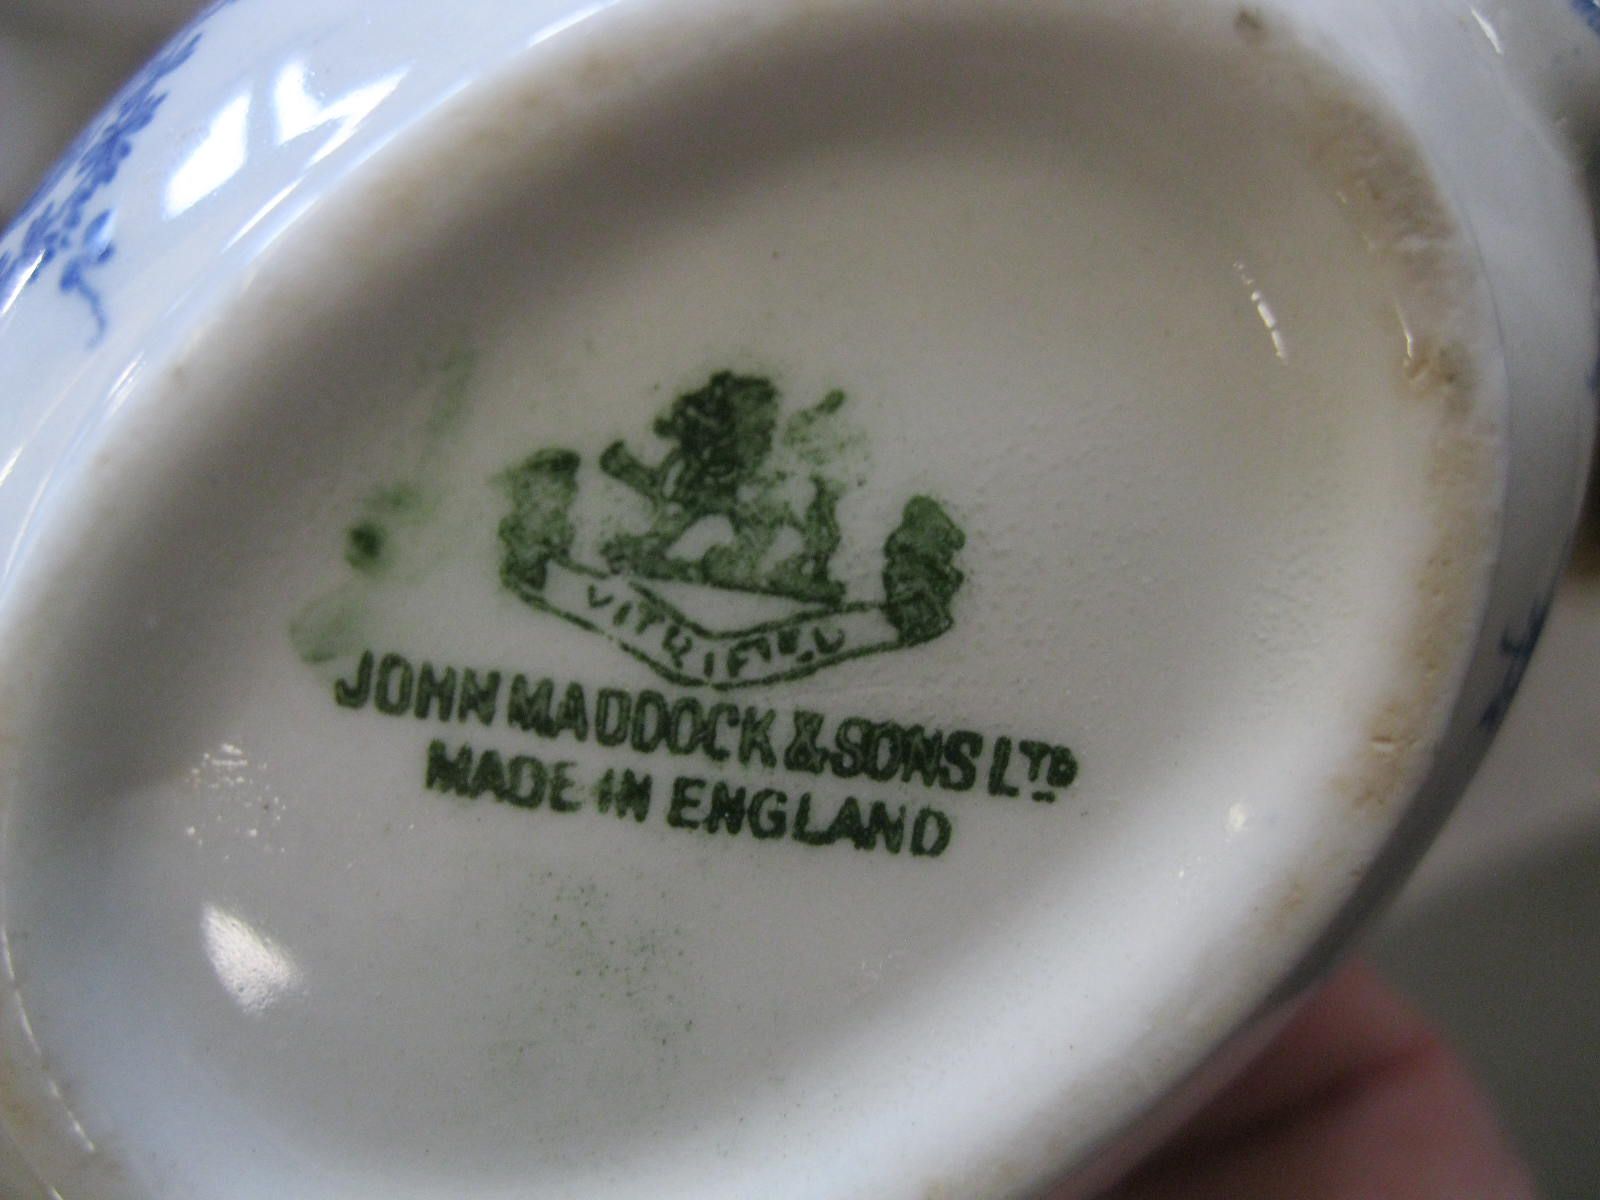 VITRIFIED
JOHN MADDOCK & SONS LTD
MADE IN ENGLAND